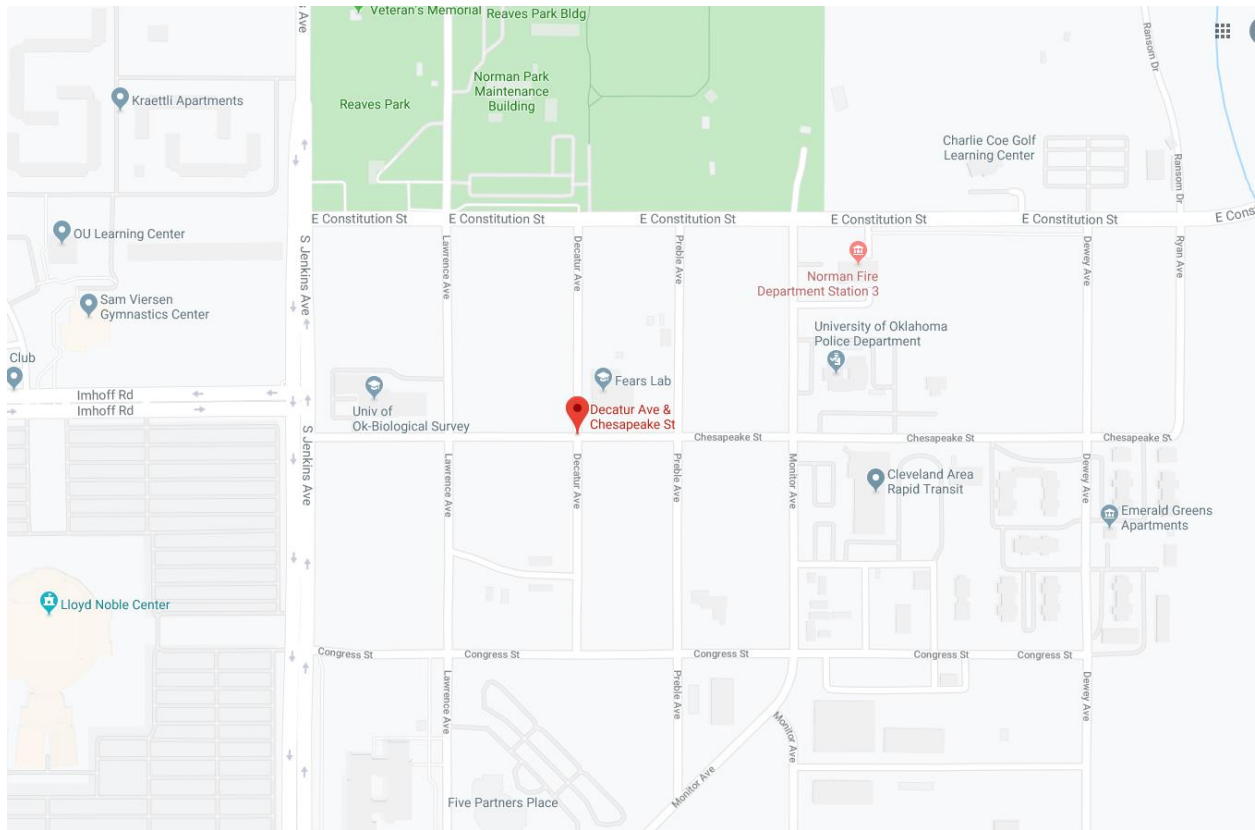 s Ave
Veteran's Memorial
Reaves Park Bldg
Ransom Dr
Norman Park
Maintenance
Building
Kraettli Apartments
Reaves Park
Charlie Coe Golf
Learning Center
Ransom Dr
E Constitution St
E Constitution St
E Constitution St
E Constitution St
E Constitution St
E Cons
OU Learning Center
S Jenkins Ave
Lawrence Ave
Decatur Ave
Preble Ave
Dewey Ave
Ryan Ave
Norman Fire
Department Station 3
Sam Viersen
Gymnastics Center
University of Oklahoma
Police Department
Club
Fears Lab
Imhoff Rd
Imhoff Rd
Univ of
Ok-Biological Survey
Decatur Ave &
Chesapeake St
Chesapeake St
Chesapeake St
Chesapeake St
S Jenkins Ave
Lawrence Ave
Decatur Ave
Preble Ave
Monitor Ave
Dewey Ave
Cleveland Area
Rapid Transit
Emerald Greens
Apartments
Lloyd Noble Center
Congress St
Congress St
Congress St
Congress St
Congress St
Lawrence Ave
Preble Ave
Dewey Ave
Monitor Ave
Monitor Ave
Five Partners Place